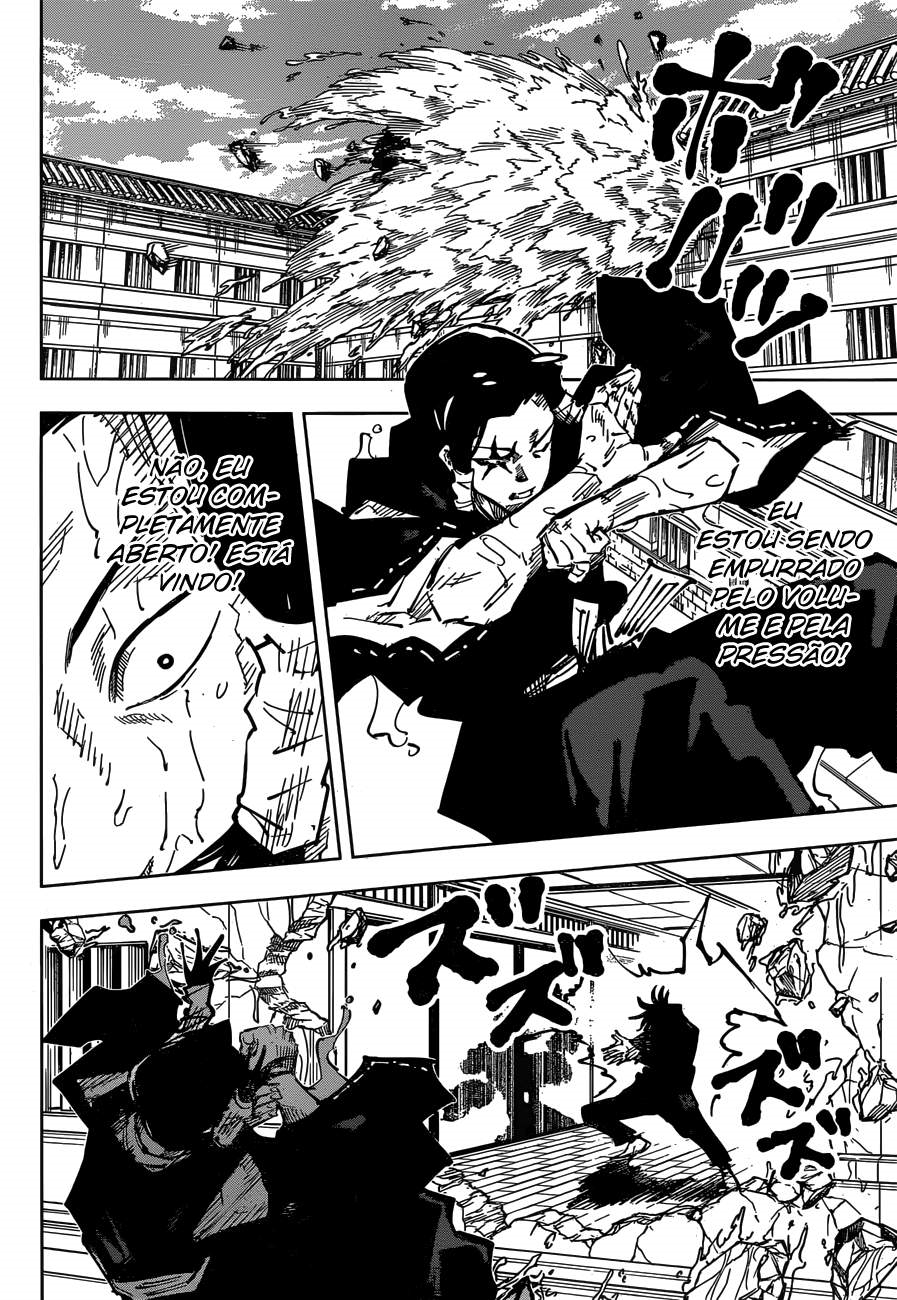 ボ
バッ
EU
ESTOU SENDO
EMPURRADO
PELO VOLU-
ME E PELA
PRESSÃO!
NÃO, EU
ESTOU COM-
PLETAMENTE
ABERTO! ESTÁ
VINDO!
ズズ
ズ
ズ
ズ